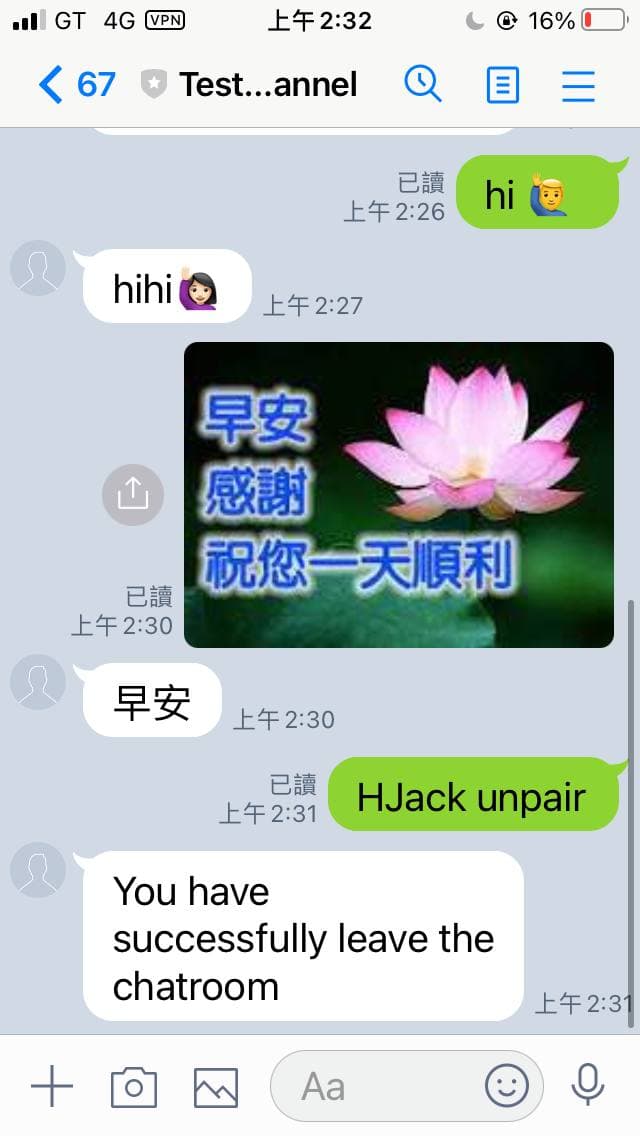 GT 4G VPN 上午2:32 16%
67 Test...annel
已讀
上午2:26
hi 🙋‍♂️
hihi🙋🏻‍♀️
上午2:27
早安
感謝
祝您一天順利
已讀
上午2:30
早安
上午2:30
已讀
上午2:31
HJack unpair
You have
successfully leave the
chatroom
上午2:31
Aa